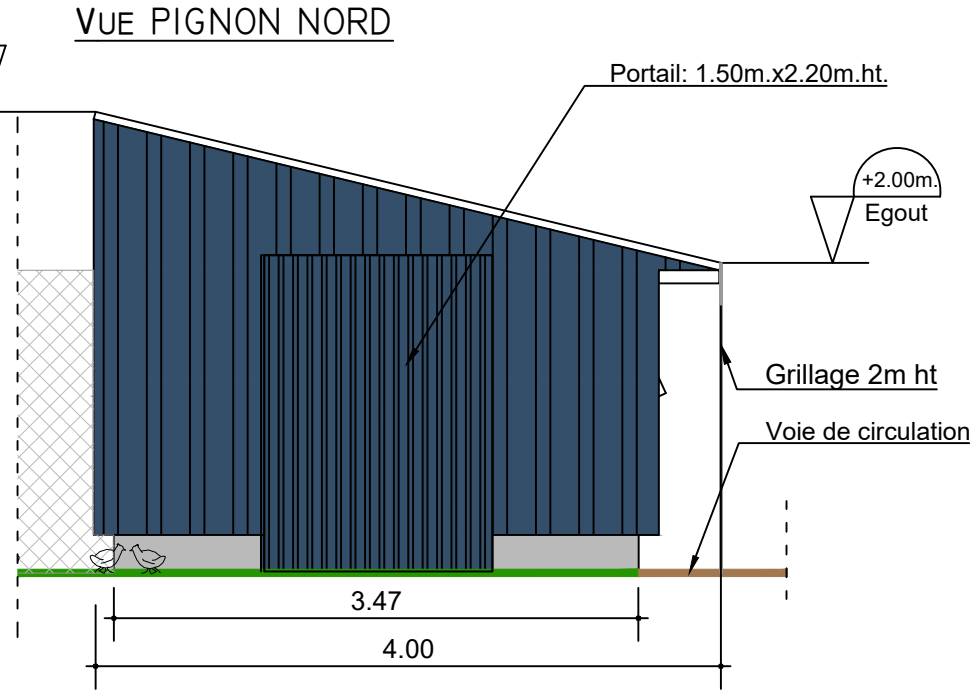 VUE PIGNON NORD
Portail: 1.50m.x2.20m.ht.
+2.00m.
Egout
Grillage 2m ht
Voie de circulation
3.47
4.00